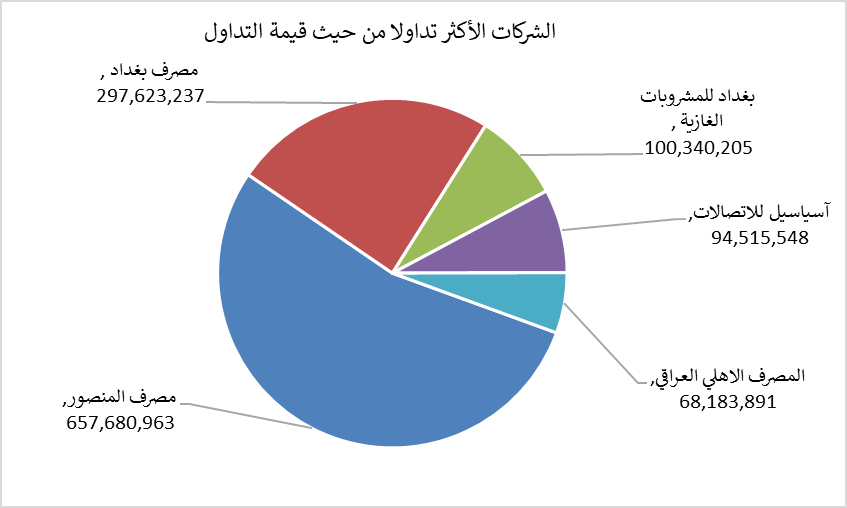 الشركات الأكثر تداولا من حيث قيمة التداول
مصرف بغداد ,
297,623,237
بغداد للمشروبات
الغازية ,
100,340,205
آسياسيل للاتصالات,
94,515,548
المصرف الاهلي العراقي,
68,183,891
مصرف المنصور,
657,680,963